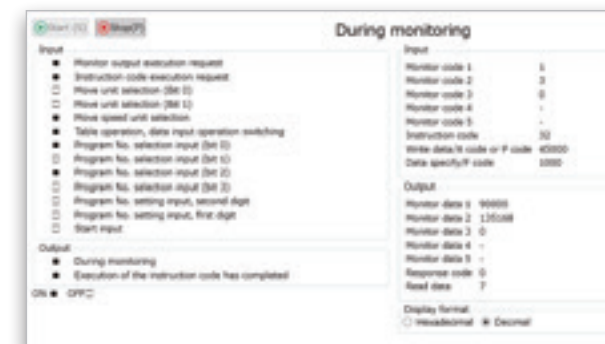 Start (S) Stop(P)
During monitoring
Input
Monitor output execution request
Instruction code execution request
Move unit selection (Bit 0)
Move unit selection (Bit 1)
Move speed unit selection
Table operation, data input operation switching
Program No. selection input (bit 0)
Program No. selection input (bit 1)
Program No. selection input (bit 2)
Program No. selection input (bit 3)
Program No. setting input, second digit
Program No. setting input, first digit
Start input
Output
During monitoring
Execution of the instruction code has completed
ON ■ OFF □
Input
Monitor code 1 1
Monitor code 2 3
Monitor code 3 0
Monitor code 4 -
Monitor code 5 -
Instruction code 32
Write data/A code or P code 45000
Data specify/F code 1000
Output
Monitor data 1 90000
Monitor data 2 135168
Monitor data 3 0
Monitor data 4 -
Monitor data 5 -
Response code 0
Read data 7
Display format
Hexadecimal Decimal